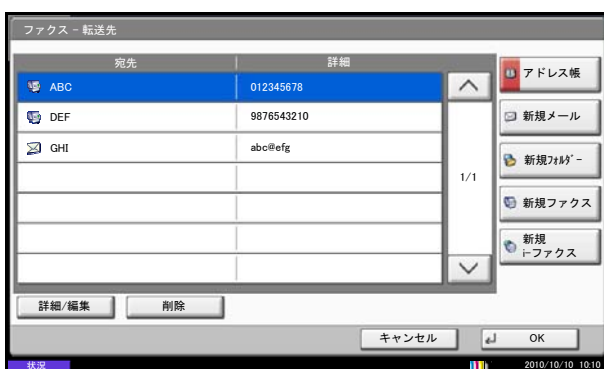 ファクス - 転送先
宛先 詳細
ABC 012345678
DEF 9876543210
GHI abc@efg
1/1
アドレス帳
新規メール
新規ﾌｫﾙﾀﾞｰ
新規ファクス
新規
i-ファクス
詳細/編集 削除
キャンセル OK
状況 2010/10/10 10:10